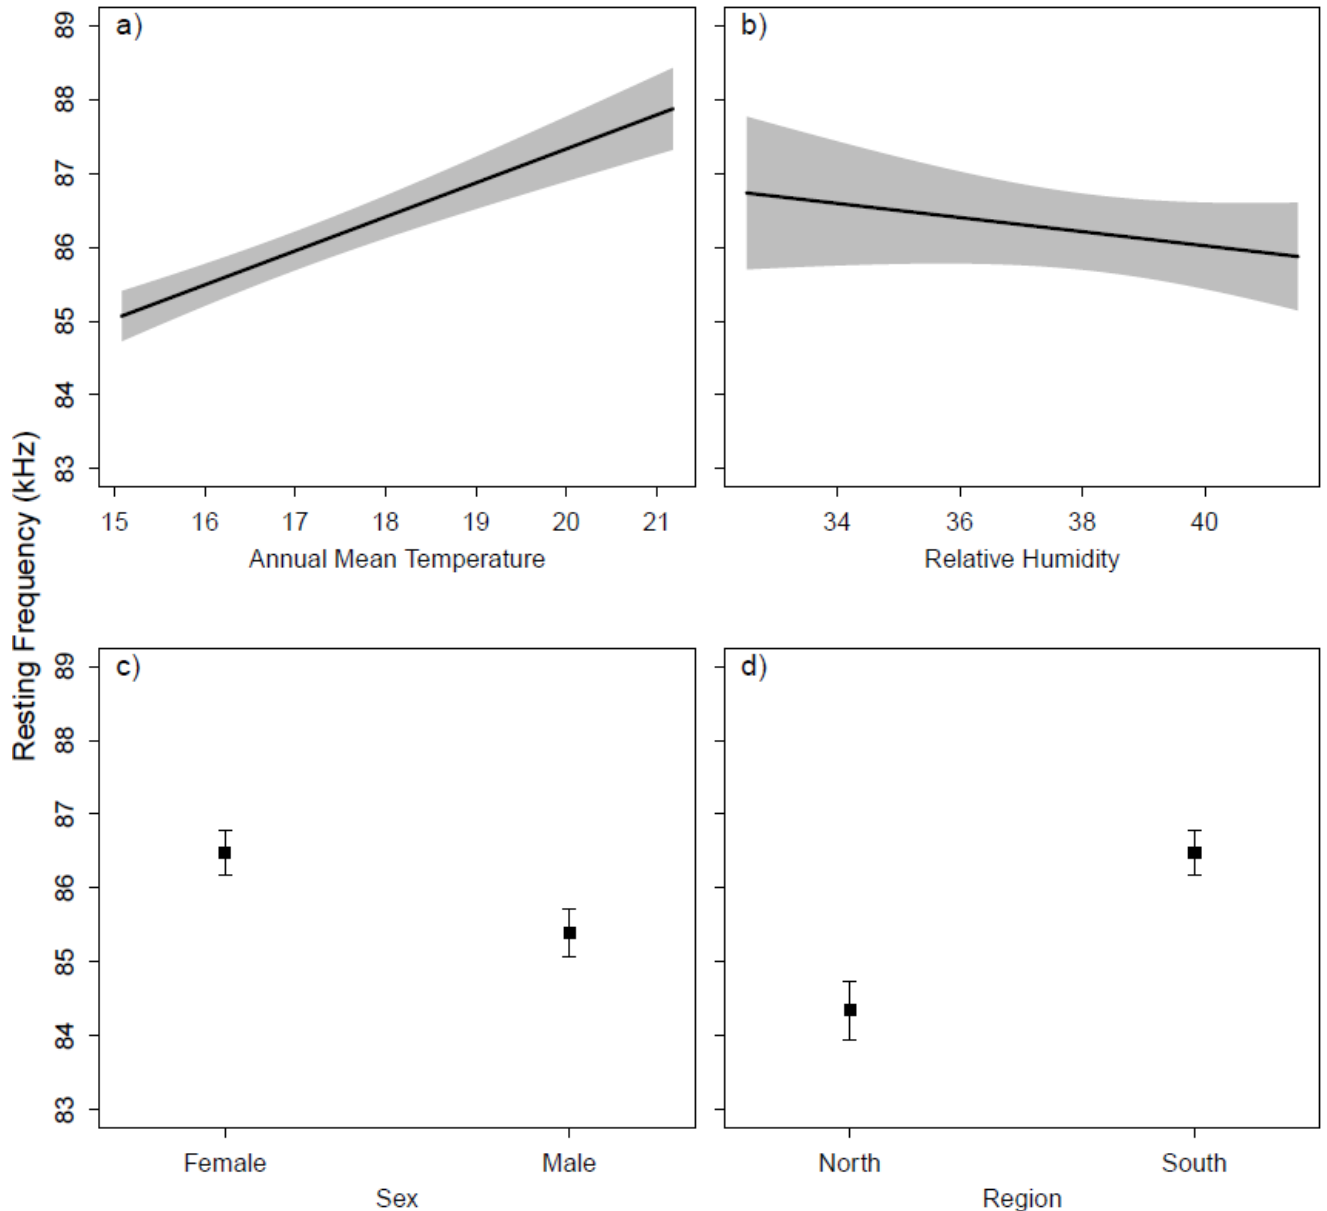 a)
b)
89
88
87
86
85
84
83
15 16 17 18 19 20 21
34 36 38 40
Annual Mean Temperature
Relative Humidity
Resting Frequency (kHz)
c)
d)
89
88
87
86
85
84
83
Female Male
North South
Sex
Region